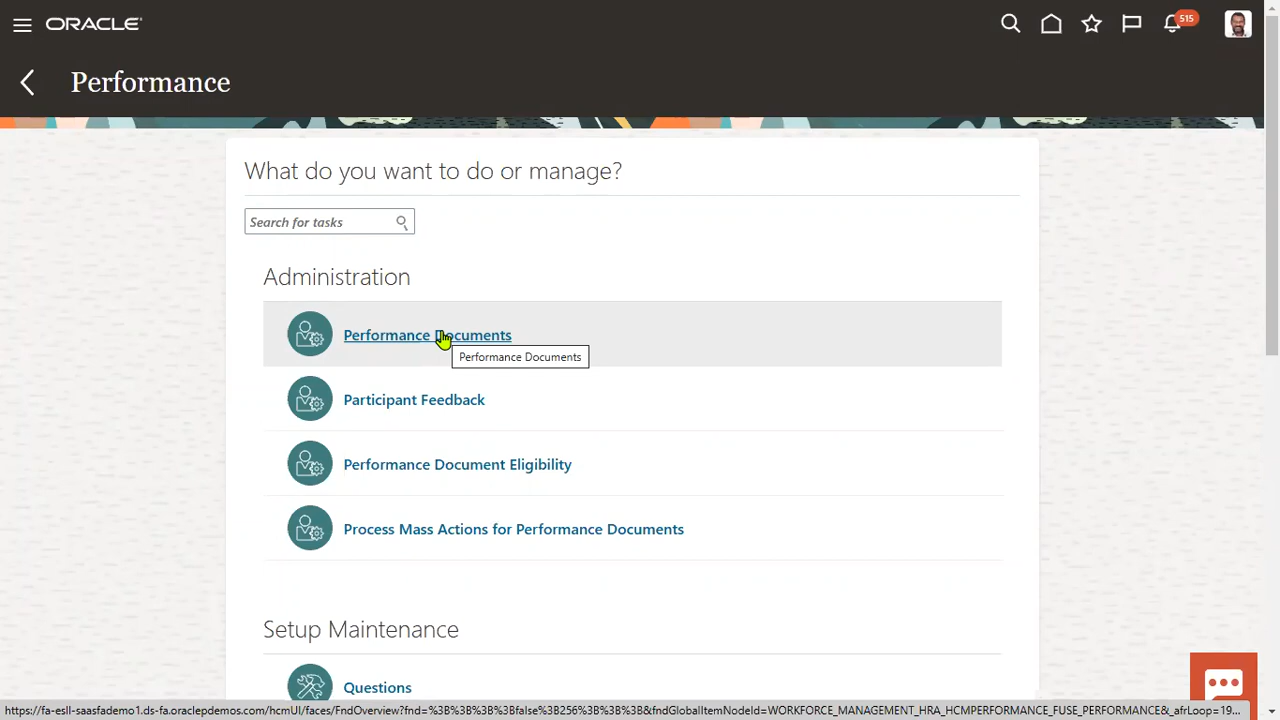 ORACLE
515
Performance
What do you want to do or manage?
Search for tasks
Administration
Performance Documents
Performance Documents
Participant Feedback
Performance Document Eligibility
Process Mass Actions for Performance Documents
Setup Maintenance
Questions
https://fa-esll-saasfademo1.ds-fa.oraclepdemos.com/hcmUI/faces/FndOverview?fnd=%3B%3B%3B%3Bfalse%3B256%3B%3B%3B&fndGlobalItemNodeId=WORKFORCE_MANAGEMENT_HRA_HCMPERFORMANCE_FUSE_PERFORMANCE&_afrLoop=19...